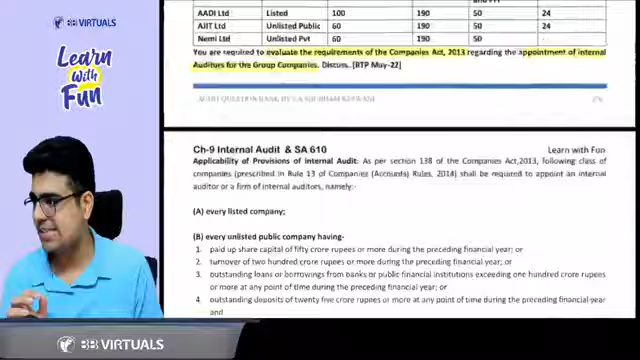 BB VIRTUALS
Learn
With
Fun
AADI Ltd Listed 100 190 50 24
AJIT Ltd Unlisted Public 60 190 50 24
Nemi Ltd Unlisted Pvt 60 190 50 -
You are required to evaluate the requirements of the Companies Act, 2013 regarding the appointment of internal
Auditors for the Group Companies. Discuss. [RTP May-22]
AUDIT QUESTION BANK BY CA SHUBHAM KESWANI
Ch-9 Internal Audit & SA 610 Learn with Fun
Applicability of Provisions of Internal Audit: As per section 138 of the Companies Act,2013, following class of
companies (prescribed in Rule 13 of Companies (Accounts) Rules, 2014) shall be required to appoint an internal
auditor or a firm of internal auditors, namely:-
(A) every listed company;
(B) every unlisted public company having-
1. paid up share capital of fifty crore rupees or more during the preceding financial year; or
2. turnover of two hundred crore rupees or more during the preceding financial year; or
3. outstanding loans or borrowings from banks or public financial institutions exceeding one hundred crore rupees
or more at any point of time during the preceding financial year; or
4. outstanding deposits of twenty five crore rupees or more at any point of time during the preceding financial year
and
BB VIRTUALS